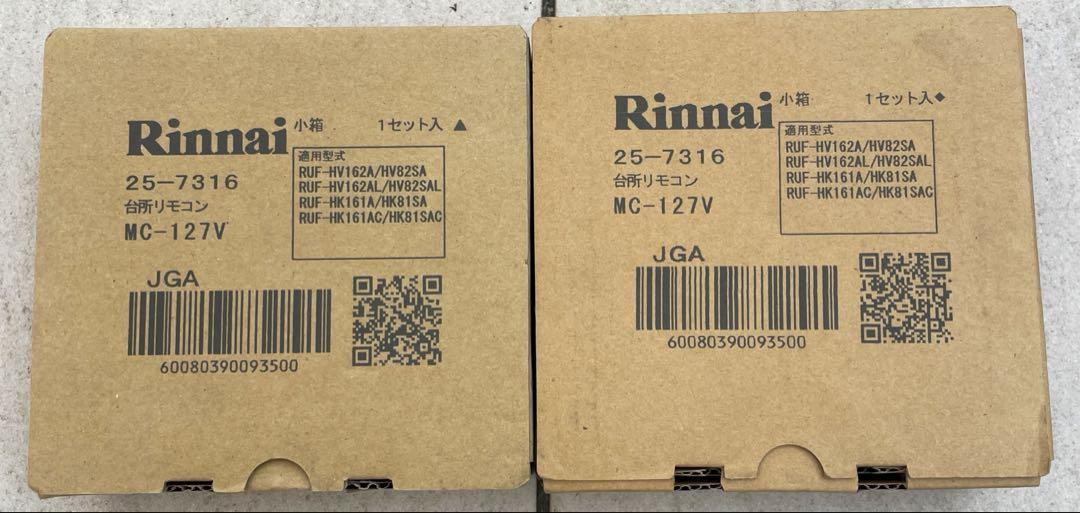 Rinnai 小箱 1セット入▲
25-7316
台所リモコン
MC-127V
適用型式
RUF-HV162A/HV82SA
RUF-HV162AL/HV82SAL
RUF-HK161A/HK81SA
RUF-HK161AC/HK81SAC
JGA
60080390093500
Rinnai 小箱 1セット入◆
25-7316
台所リモコン
MC-127V
適用型式
RUF-HV162A/HV82SA
RUF-HV162AL/HV82SAL
RUF-HK161A/HK81SA
RUF-HK161AC/HK81SAC
JGA
60080390093500